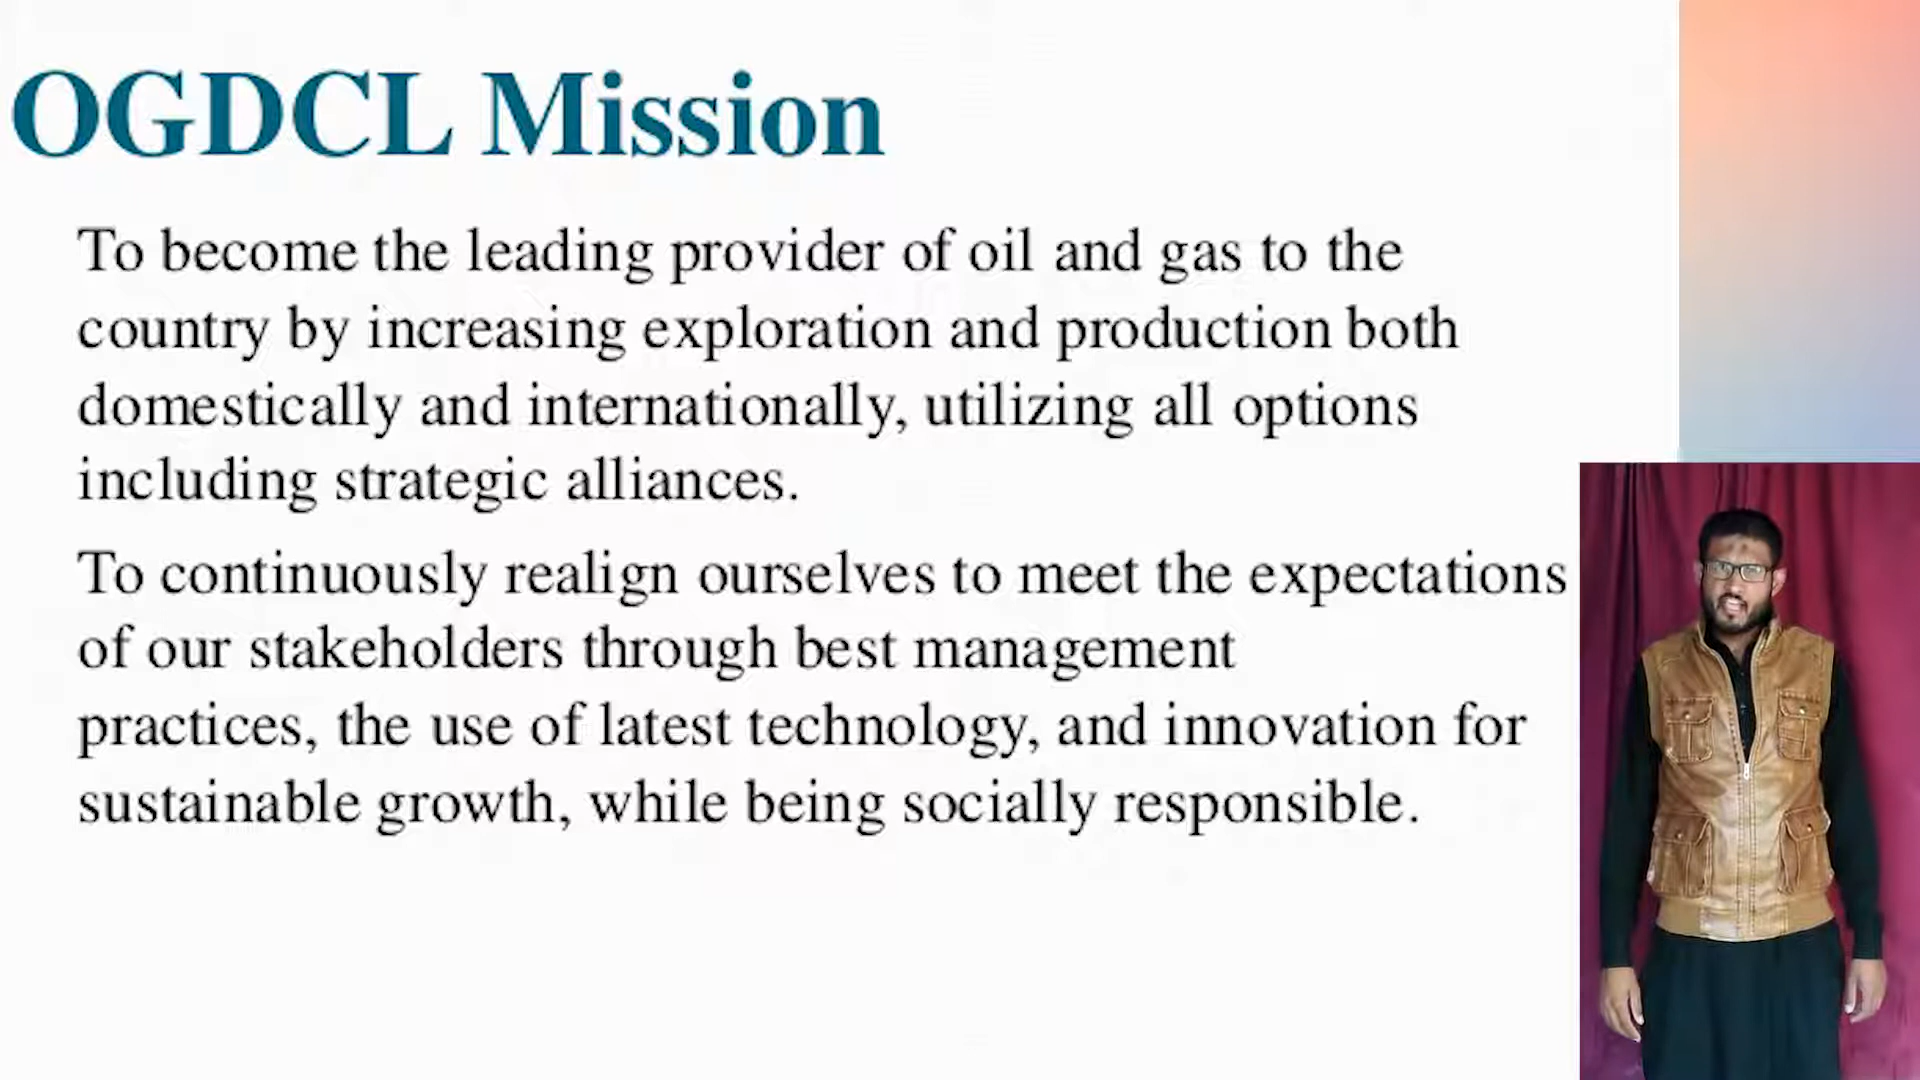 OGDCL Mission
To become the leading provider of oil and gas to the
country by increasing exploration and production both
domestically and internationally, utilizing all options
including strategic alliances.
To continuously realign ourselves to meet the expectations
of our stakeholders through best management
practices, the use of latest technology, and innovation for
sustainable growth, while being socially responsible.